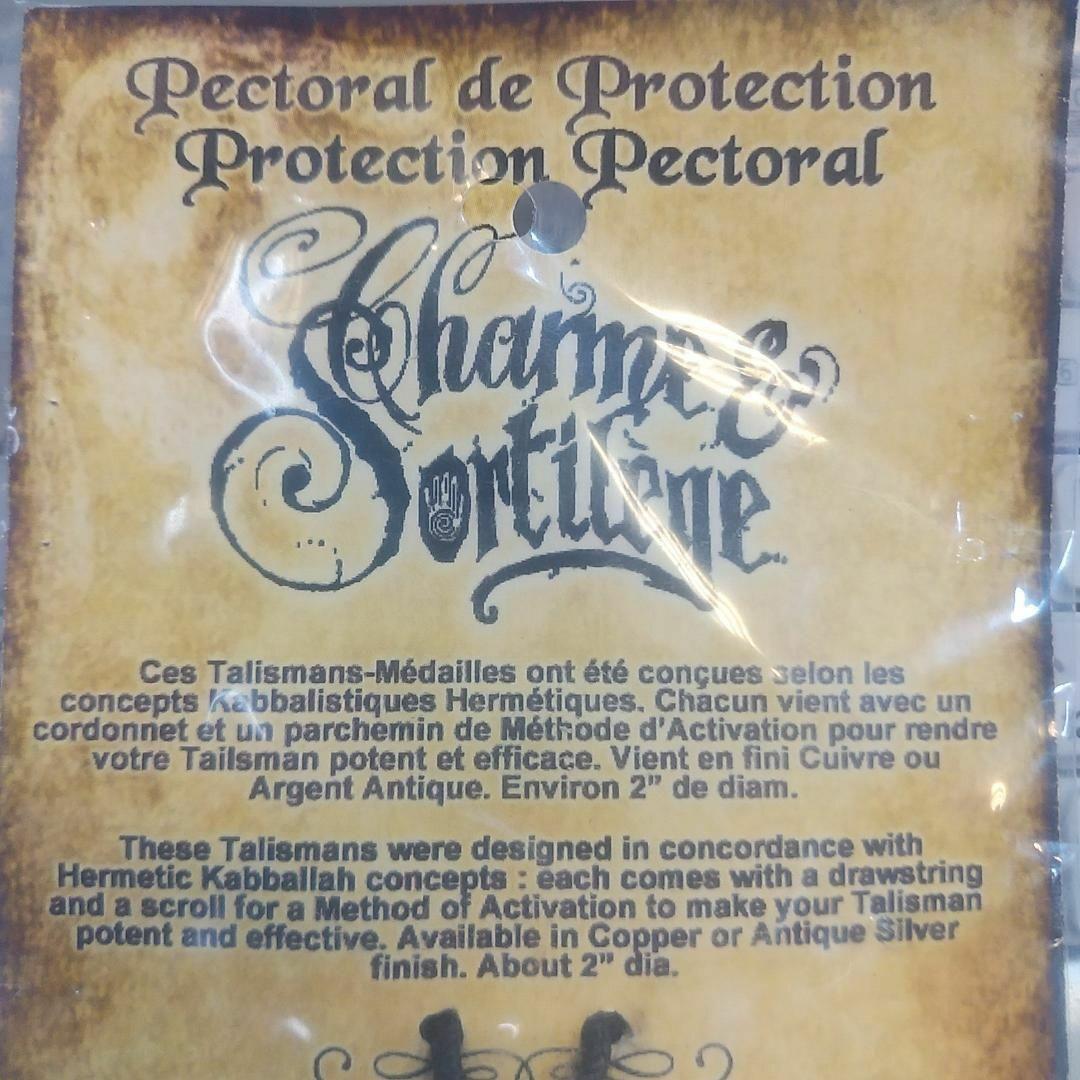 Pectoral de Protection
Protection Pectoral
Charme &
Sortilège
Ces Talismans-Médailles ont été conçues selon les
concepts Kabbalistiques Hermétiques. Chacun vient avec un
cordonnet et un parchemin de Méthode d'Activation pour rendre
votre Tailsman potent et efficace. Vient en fini Cuivre ou
Argent Antique. Environ 2" de diam.
These Talismans were designed in concordance with
Hermetic Kabballah concepts : each comes with a drawstring
and a scroll for a Method of Activation to make your Talisman
potent and effective. Available in Copper or Antique Silver
finish. About 2" dia.